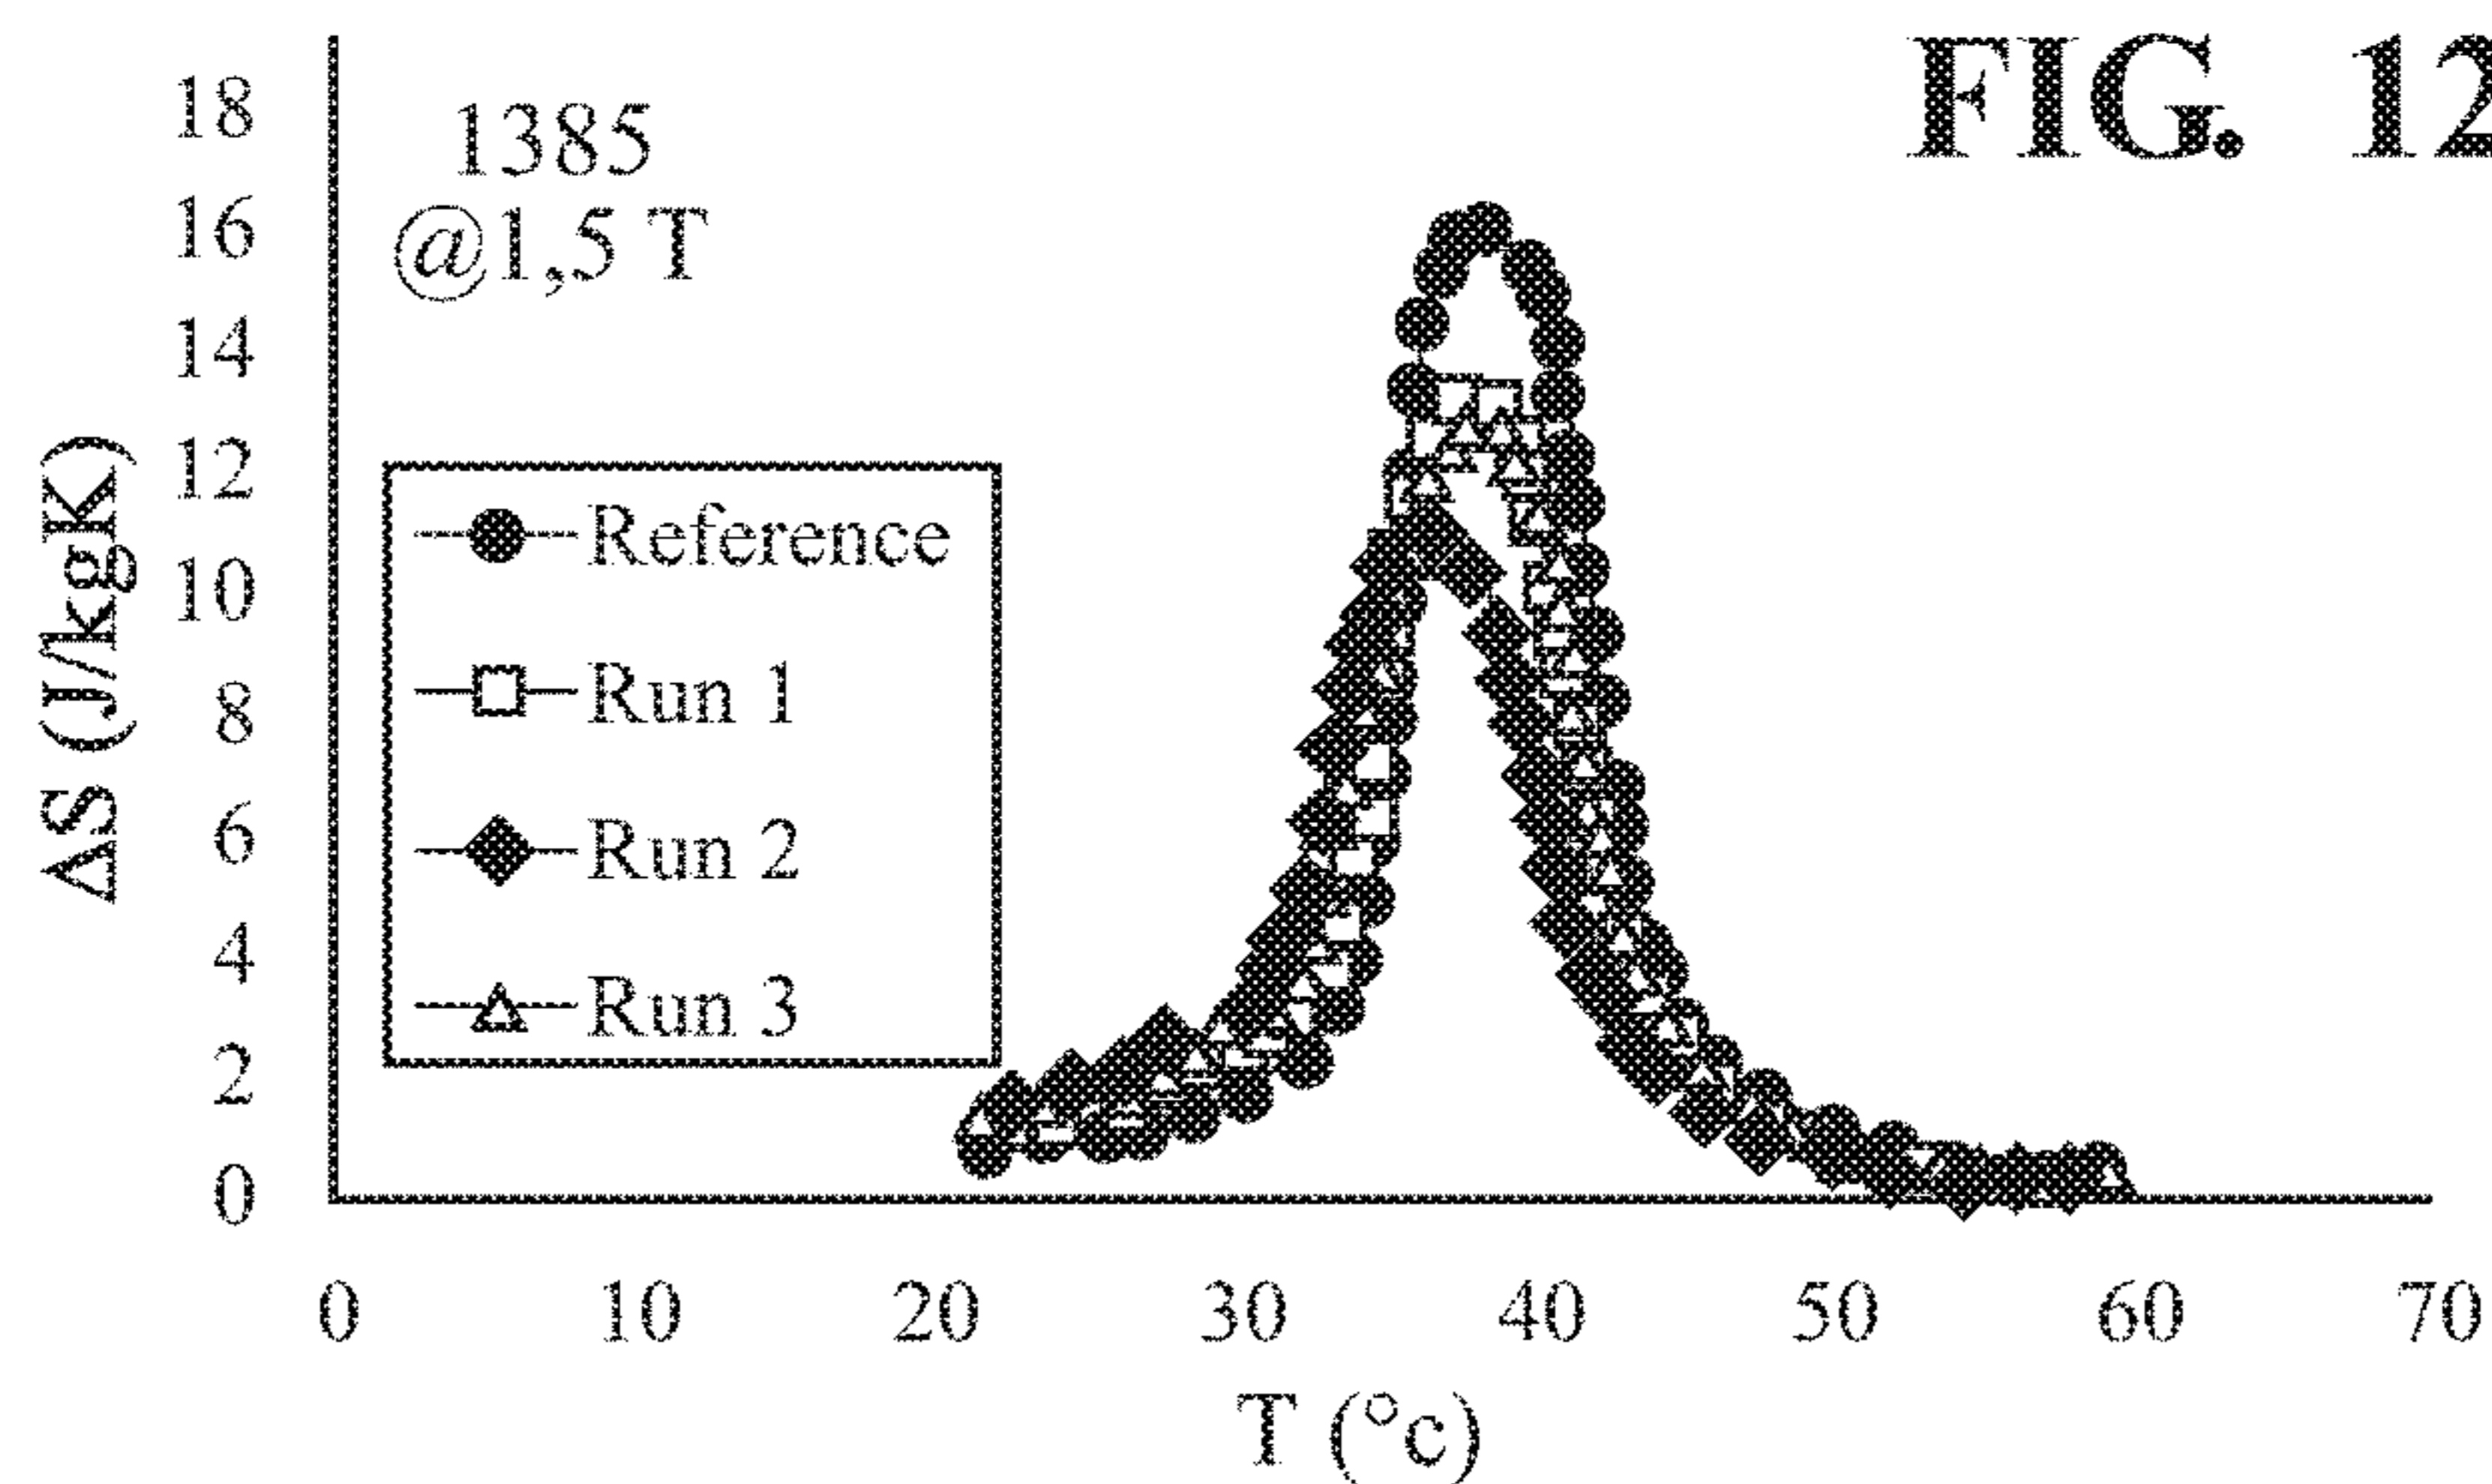 FIG. 12
18
16
14
12
10
8
6
4
2
0
ΔS (J/kgK)
1385
@1,5 T
Reference
Run 1
Run 2
Run 3
0 10 20 30 40 50 60 70
T (°c)